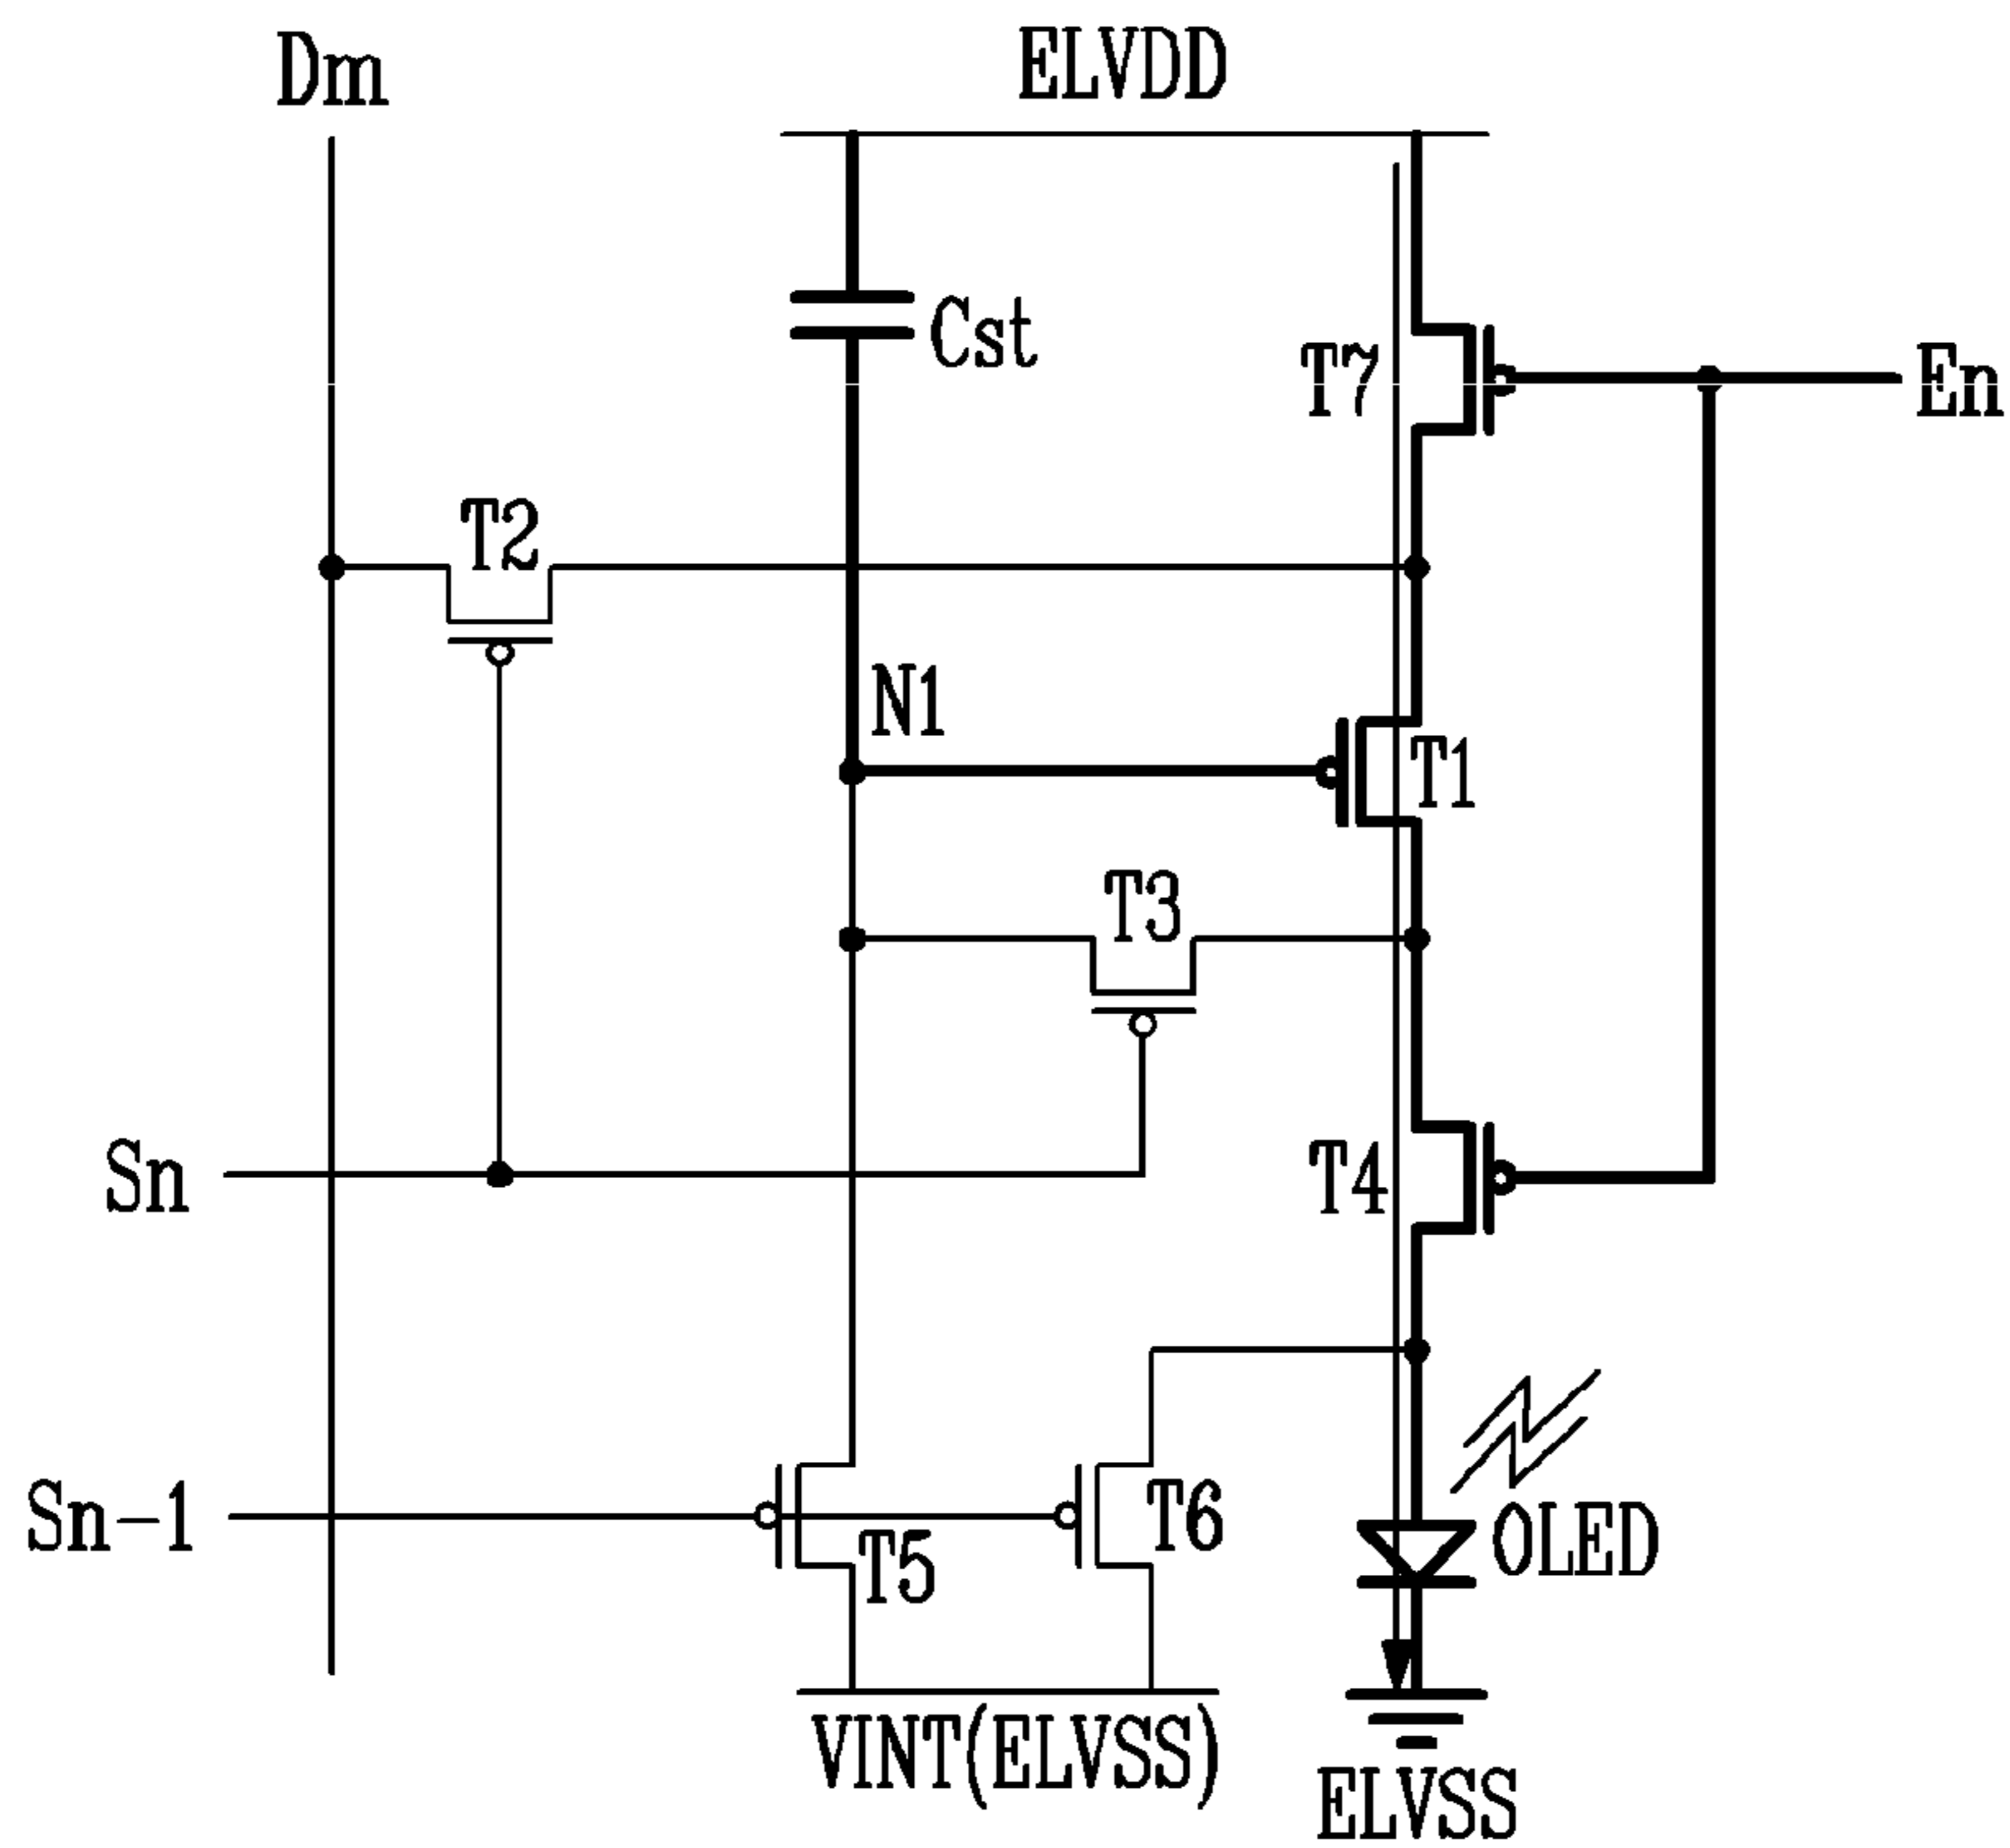 Dm
ELVDD
Cst
T7
En
T2
N1
T1
T3
Sn
T4
Sn-1
T6
T5
OLED
VINT(ELVSS)
ELVSS